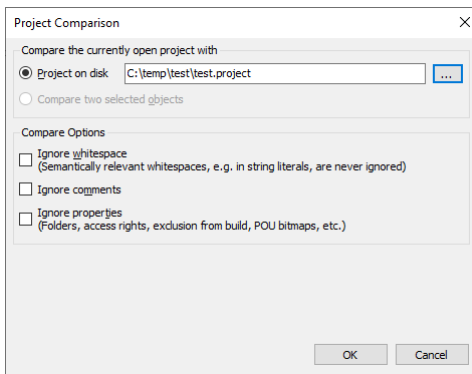 Project Comparison
Compare the currently open project with
Project on disk C:\temp\test\test.project ...
Compare two selected objects
Compare Options
Ignore whitespace
(Semantically relevant whitespaces, e.g. in string literals, are never ignored)
Ignore comments
Ignore properties
(Folders, access rights, exclusion from build, POU bitmaps, etc.)
OK Cancel